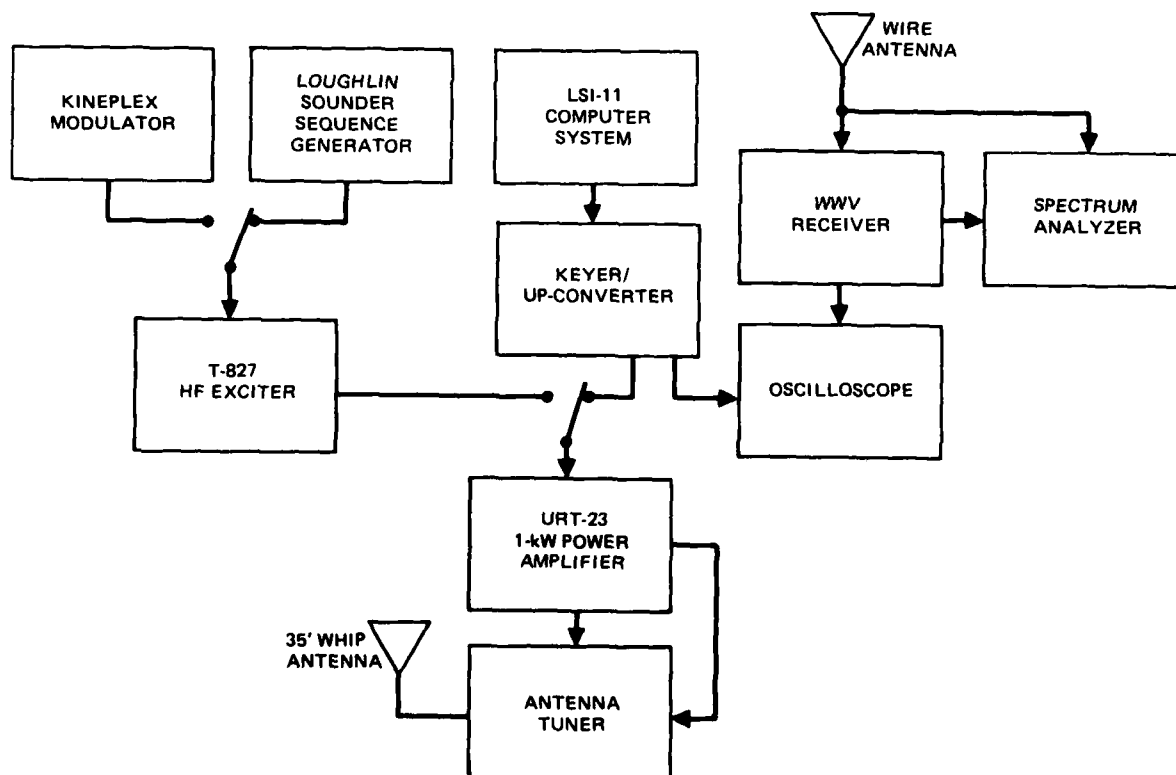 KINEPLEX
MODULATOR
LOUGHLIN
SOUNDER
SEQUENCE
GENERATOR
LSI-11
COMPUTER
SYSTEM
WIRE
ANTENNA
WWV
RECEIVER
SPECTRUM
ANALYZER
KEYER/
UP-CONVERTER
T-827
HF EXCITER
OSCILLOSCOPE
URT-23
1-kW POWER
AMPLIFIER
35' WHIP
ANTENNA
ANTENNA
TUNER